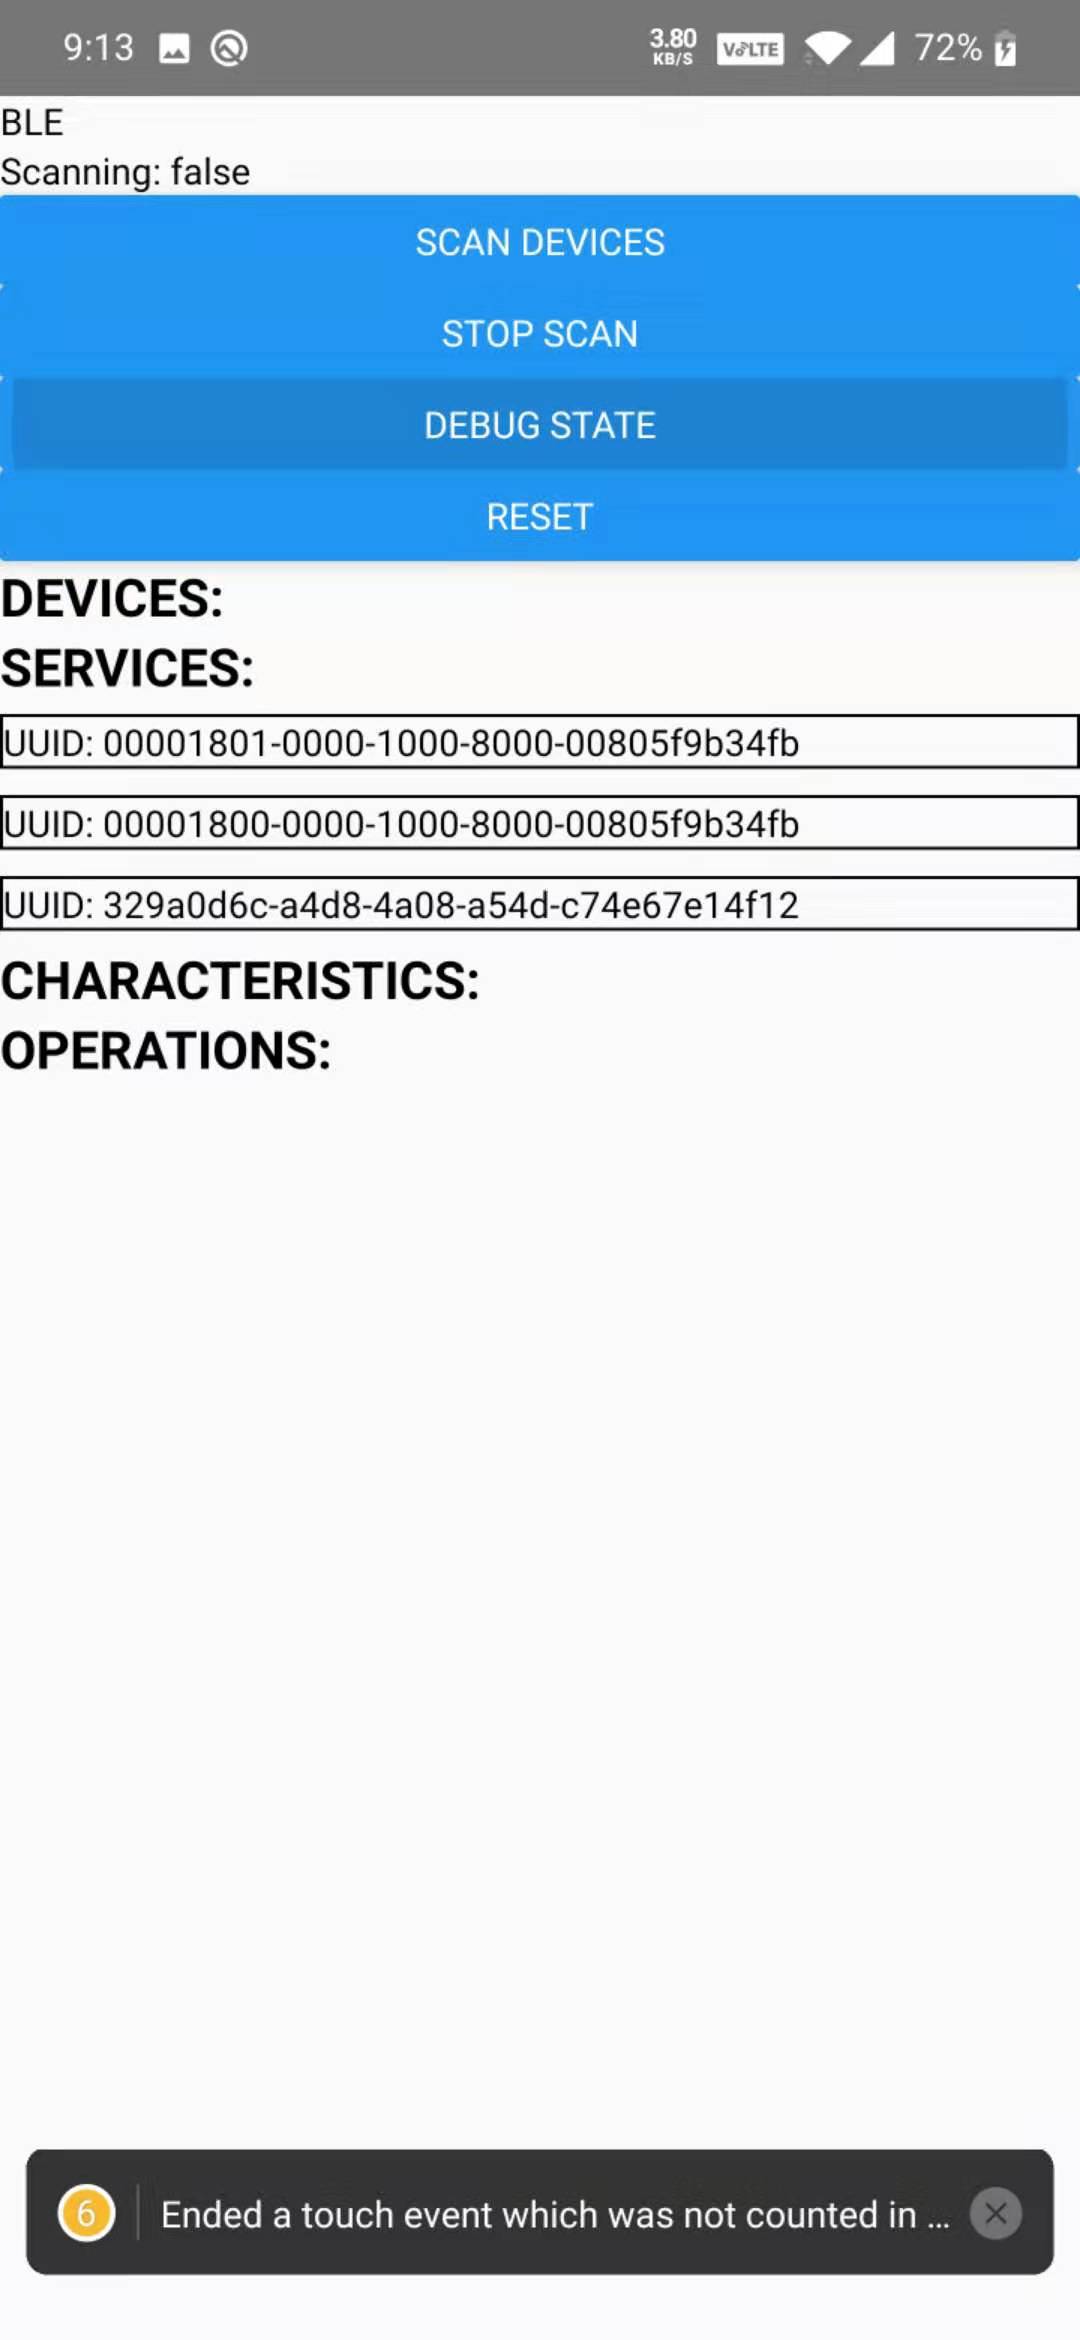 9:13 3.80 KB/S VoLTE 72%
BLE
Scanning: false
SCAN DEVICES
STOP SCAN
DEBUG STATE
RESET
DEVICES:
SERVICES:
UUID: 00001801-0000-1000-8000-00805f9b34fb
UUID: 00001800-0000-1000-8000-00805f9b34fb
UUID: 329a0d6c-a4d8-4a08-a54d-c74e67e14f12
CHARACTERISTICS:
OPERATIONS:
6 Ended a touch event which was not counted in ...